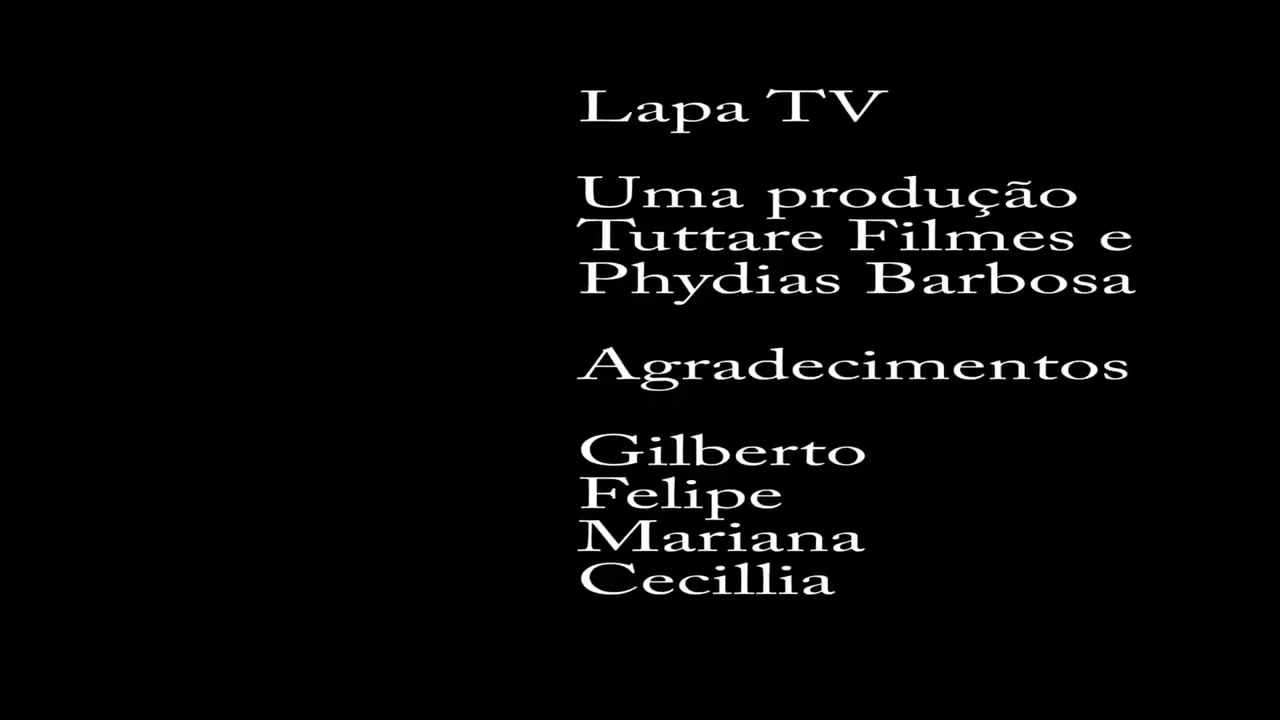 Lapa TV
Uma produção
Tuttare Filmes e
Phydias Barbosa
Agradecimentos
Gilberto
Felipe
Mariana
Cecillia